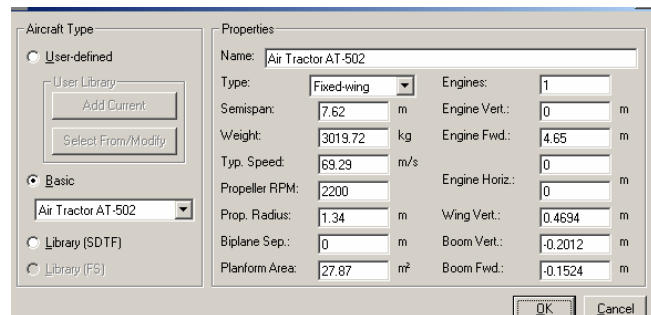 Aircraft Type
User-defined
User Library
Add Current
Select From/Modify
Basic
Air Tractor AT-502
Library (SDTF)
Library (FS)
Properties
Name: Air Tractor AT-502
Type: Fixed-wing Engines: 1
Semispan: 7.62 m Engine Vert.: 0 m
Weight: 3019.72 kg Engine Fwd.: 4.65 m
Typ. Speed: 69.29 m/s 0
Propeller RPM: 2200 Engine Horiz.: 0 m
Prop. Radius: 1.34 m Wing Vert.: 0.4694 m
Biplane Sep.: 0 m Boom Vert.: -0.2012 m
Planform Area: 27.87 m² Boom Fwd.: -0.1524 m
OK Cancel